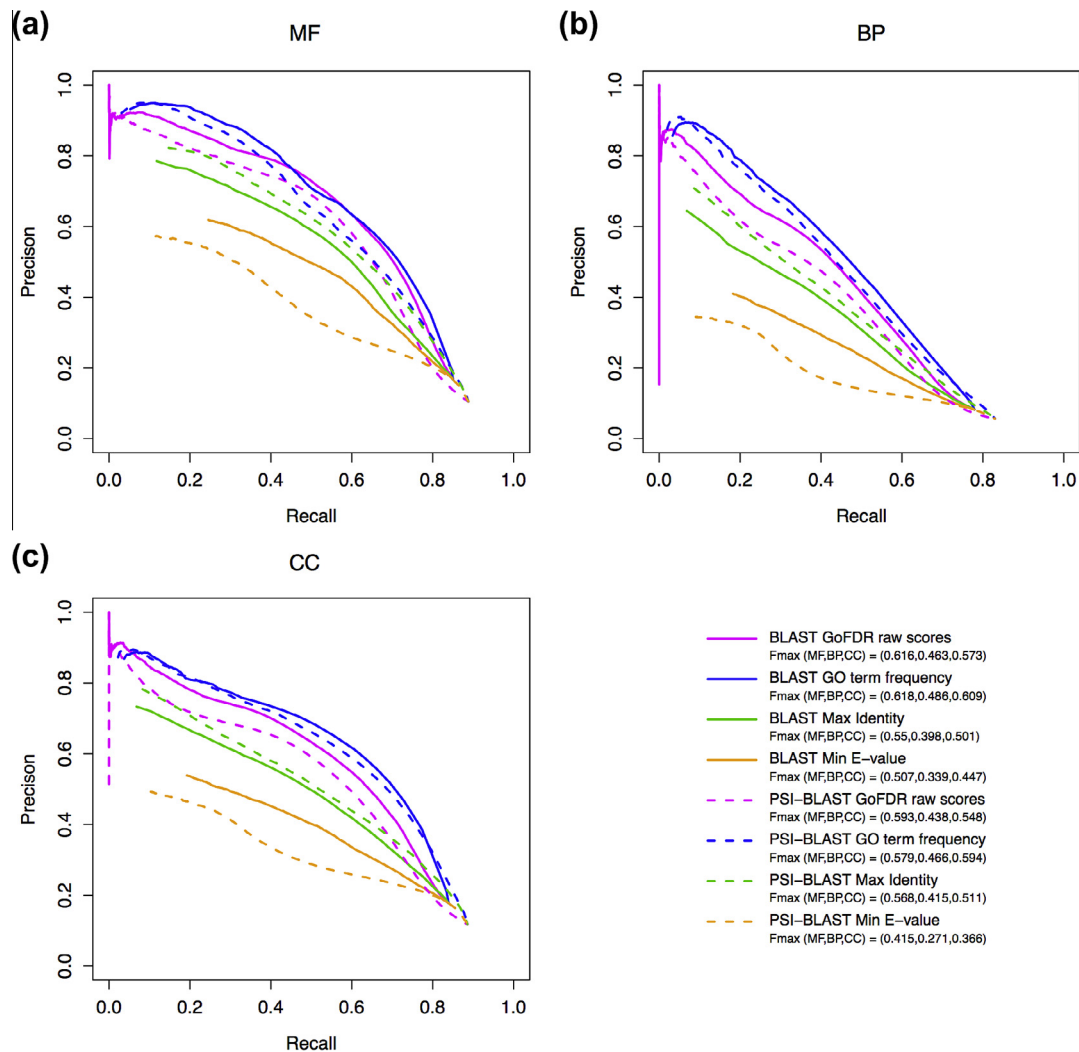 (a)
MF
Precison
1.0
0.8
0.6
0.4
0.2
0.0
0.0 0.2 0.4 0.6 0.8 1.0
Recall
(b)
BP
Precison
1.0
0.8
0.6
0.4
0.2
0.0
0.0 0.2 0.4 0.6 0.8 1.0
Recall
(c)
CC
Precison
1.0
0.8
0.6
0.4
0.2
0.0
0.0 0.2 0.4 0.6 0.8 1.0
Recall
BLAST GoFDR raw scores
Fmax (MF,BP,CC) = (0.616,0.463,0.573)
BLAST GO term frequency
Fmax (MF,BP,CC) = (0.618,0.486,0.609)
BLAST Max Identity
Fmax (MF,BP,CC) = (0.55,0.398,0.501)
BLAST Min E-value
Fmax (MF,BP,CC) = (0.507,0.339,0.447)
PSI-BLAST GoFDR raw scores
Fmax (MF,BP,CC) = (0.593,0.438,0.548)
PSI-BLAST GO term frequency
Fmax (MF,BP,CC) = (0.579,0.466,0.594)
PSI-BLAST Max Identity
Fmax (MF,BP,CC) = (0.568,0.415,0.511)
PSI-BLAST Min E-value
Fmax (MF,BP,CC) = (0.415,0.271,0.366)